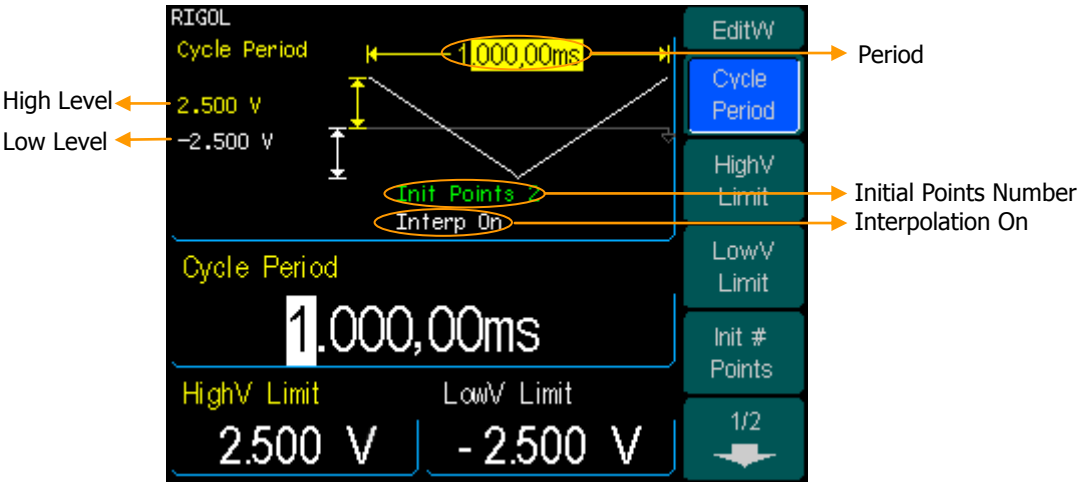 RIGOL
EditW
Cycle Period
1.000,00ms
Period
Cycle
Period
High Level
2.500 V
Low Level
-2.500 V
HighV
Limit
Init Points 2
Initial Points Number
Interp On
Interpolation On
LowV
Limit
Cycle Period
1.000,00ms
Init #
Points
HighV Limit
LowV Limit
2.500 V
- 2.500 V
1/2